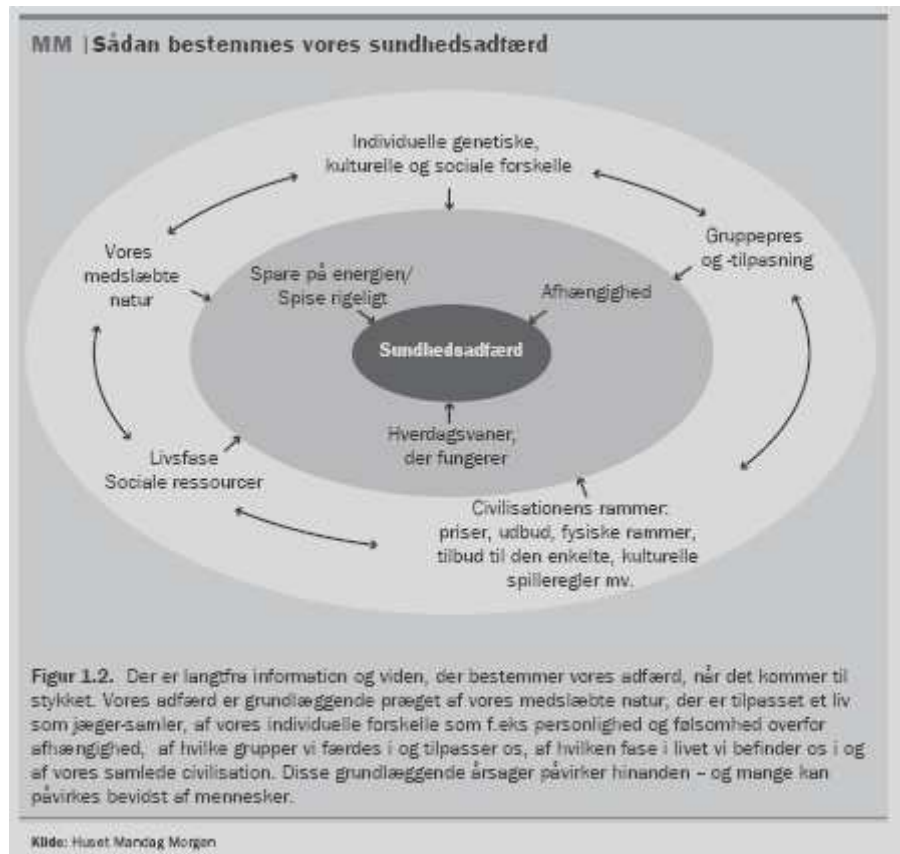 MM | Sådan bestemmes vores sundhedsadfærd
Individuelle genetiske,
kulturelle og sociale forskelle
Gruppepres
og -tilpasning
Vores
medslæbte
natur
Spare på energien/
Spise rigeligt
Afhængighed
Sundhedsadfærd
Hverdagsvaner,
der fungerer
Livsfase
Sociale ressourcer
Civilisationens rammer:
priser, udbud, fysiske rammer,
tilbud til den enkelte, kulturelle
spilleregler mv.
Figur 1.2. Der er langtfra information og viden, der bestemmer vores adfærd, når det kommer til
stykket. Vores adfærd er grundlæggende præget af vores medslæbte natur, der er tilpasset et liv
som jæger-samler, af vores individuelle forskelle som f.eks personlighed og følsomhed overfor
afhængighed, af hvilke grupper vi færdes i og tilpasser os, af hvilken fase i livet vi befinder os i og
af vores samlede civilisation. Disse grundlæggende årsager påvirker hinanden – og mange kan
påvirkes bevidst af mennesker.
Kilde: Huset Mandag Morgen